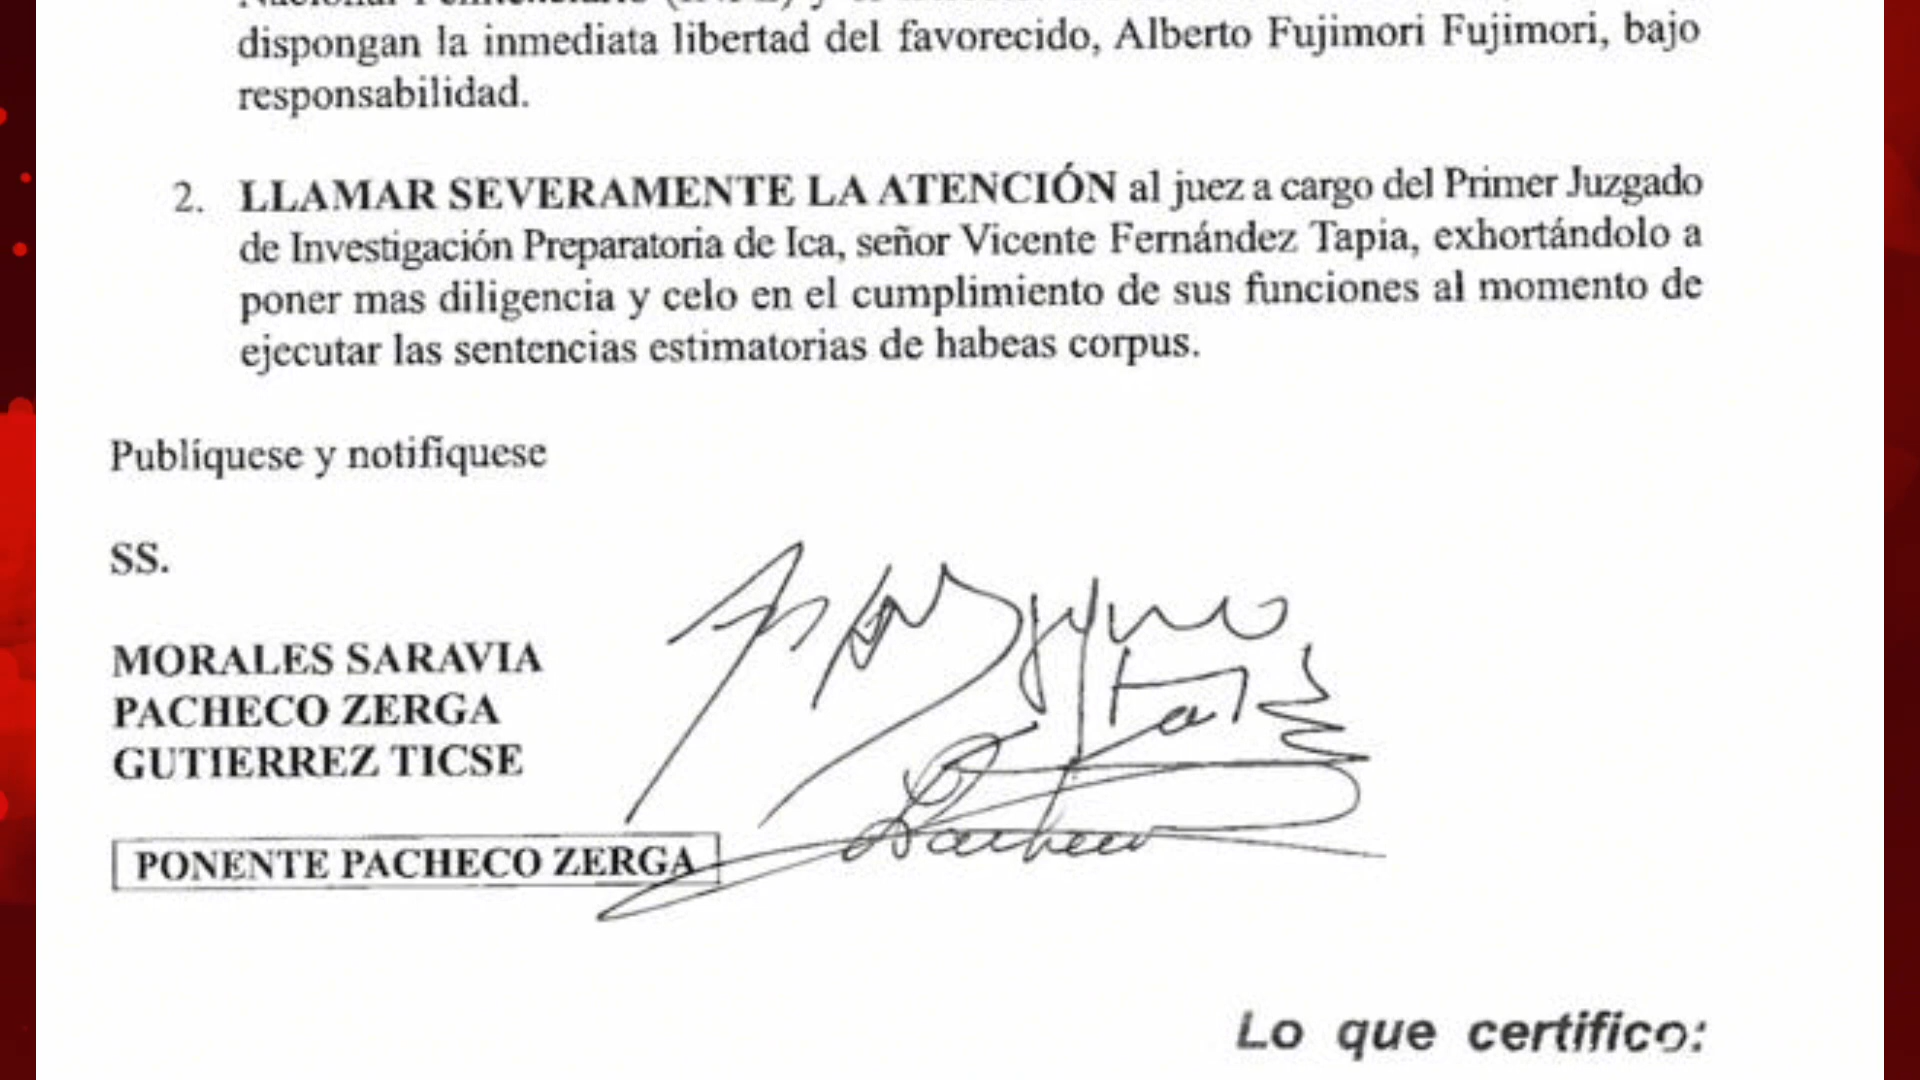 dispongan la inmediata libertad del favorecido, Alberto Fujimori Fujimori, bajo
responsabilidad.
2. LLAMAR SEVERAMENTE LA ATENCIÓN al juez a cargo del Primer Juzgado
de Investigación Preparatoria de Ica, señor Vicente Fernández Tapia, exhortándolo a
poner mas diligencia y celo en el cumplimiento de sus funciones al momento de
ejecutar las sentencias estimatorias de habeas corpus.
Publíquese y notifíquese
SS.
MORALES SARAVIA
PACHECO ZERGA
GUTIERREZ TICSE
PONENTE PACHECO ZERGA
Lo que certifico: